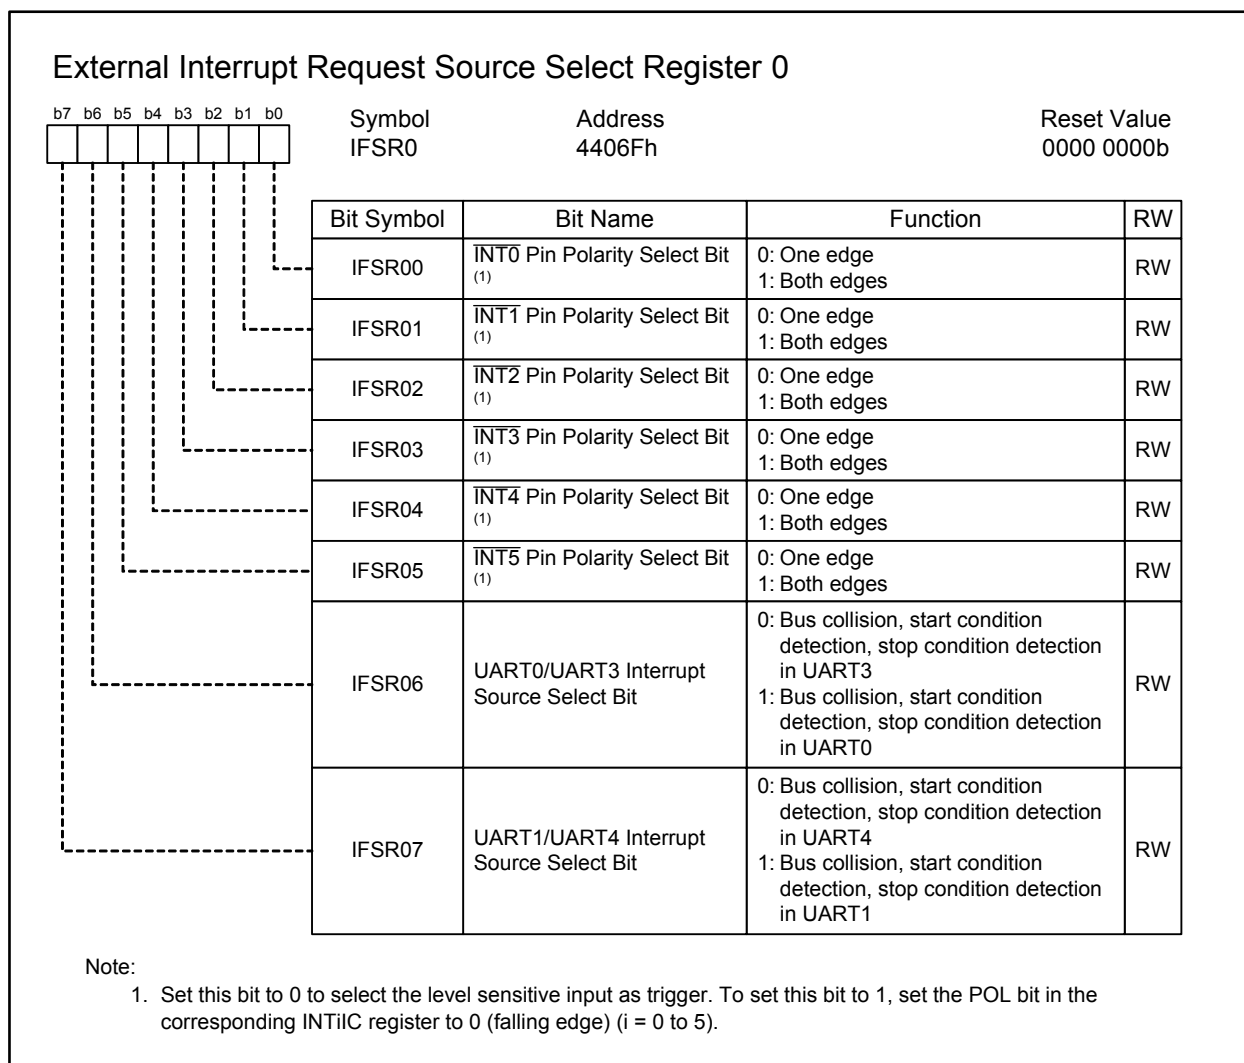 External Interrupt Request Source Select Register 0
b7 b6 b5 b4 b3 b2 b1 b0
Symbol Address Reset Value
IFSR0 4406Fh 0000 0000b
Bit Symbol Bit Name Function RW
IFSR00 INT0 Pin Polarity Select Bit (1) 0: One edge RW
1: Both edges
IFSR01 INT1 Pin Polarity Select Bit (1) 0: One edge RW
1: Both edges
IFSR02 INT2 Pin Polarity Select Bit (1) 0: One edge RW
1: Both edges
IFSR03 INT3 Pin Polarity Select Bit (1) 0: One edge RW
1: Both edges
IFSR04 INT4 Pin Polarity Select Bit (1) 0: One edge RW
1: Both edges
IFSR05 INT5 Pin Polarity Select Bit (1) 0: One edge RW
1: Both edges
IFSR06
UART0/UART3 Interrupt
Source Select Bit
0: Bus collision, start condition
detection, stop condition detection
in UART3
1: Bus collision, start condition
detection, stop condition detection
in UART0
RW
IFSR07
UART1/UART4 Interrupt
Source Select Bit
0: Bus collision, start condition
detection, stop condition detection
in UART4
1: Bus collision, start condition
detection, stop condition detection
in UART1
RW
Note:
1. Set this bit to 0 to select the level sensitive input as trigger. To set this bit to 1, set the POL bit in the
corresponding INTiIC register to 0 (falling edge) (i = 0 to 5).